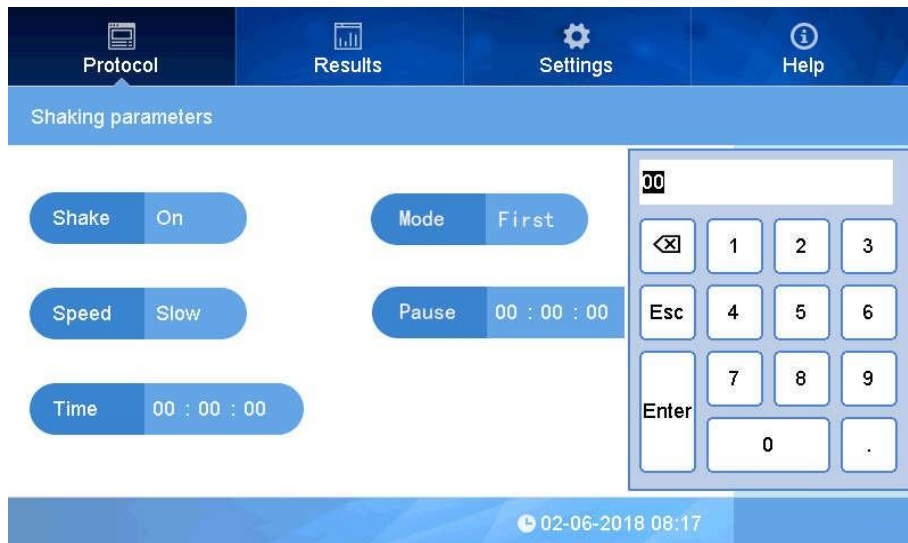 Protocol Results Settings Help
Shaking parameters
Shake On
Mode First
Speed Slow
Pause 00 : 00 : 00
Time 00 : 00 : 00
00
1 2 3
Esc 4 5 6
7 8 9
Enter
0 .
02-06-2018 08:17